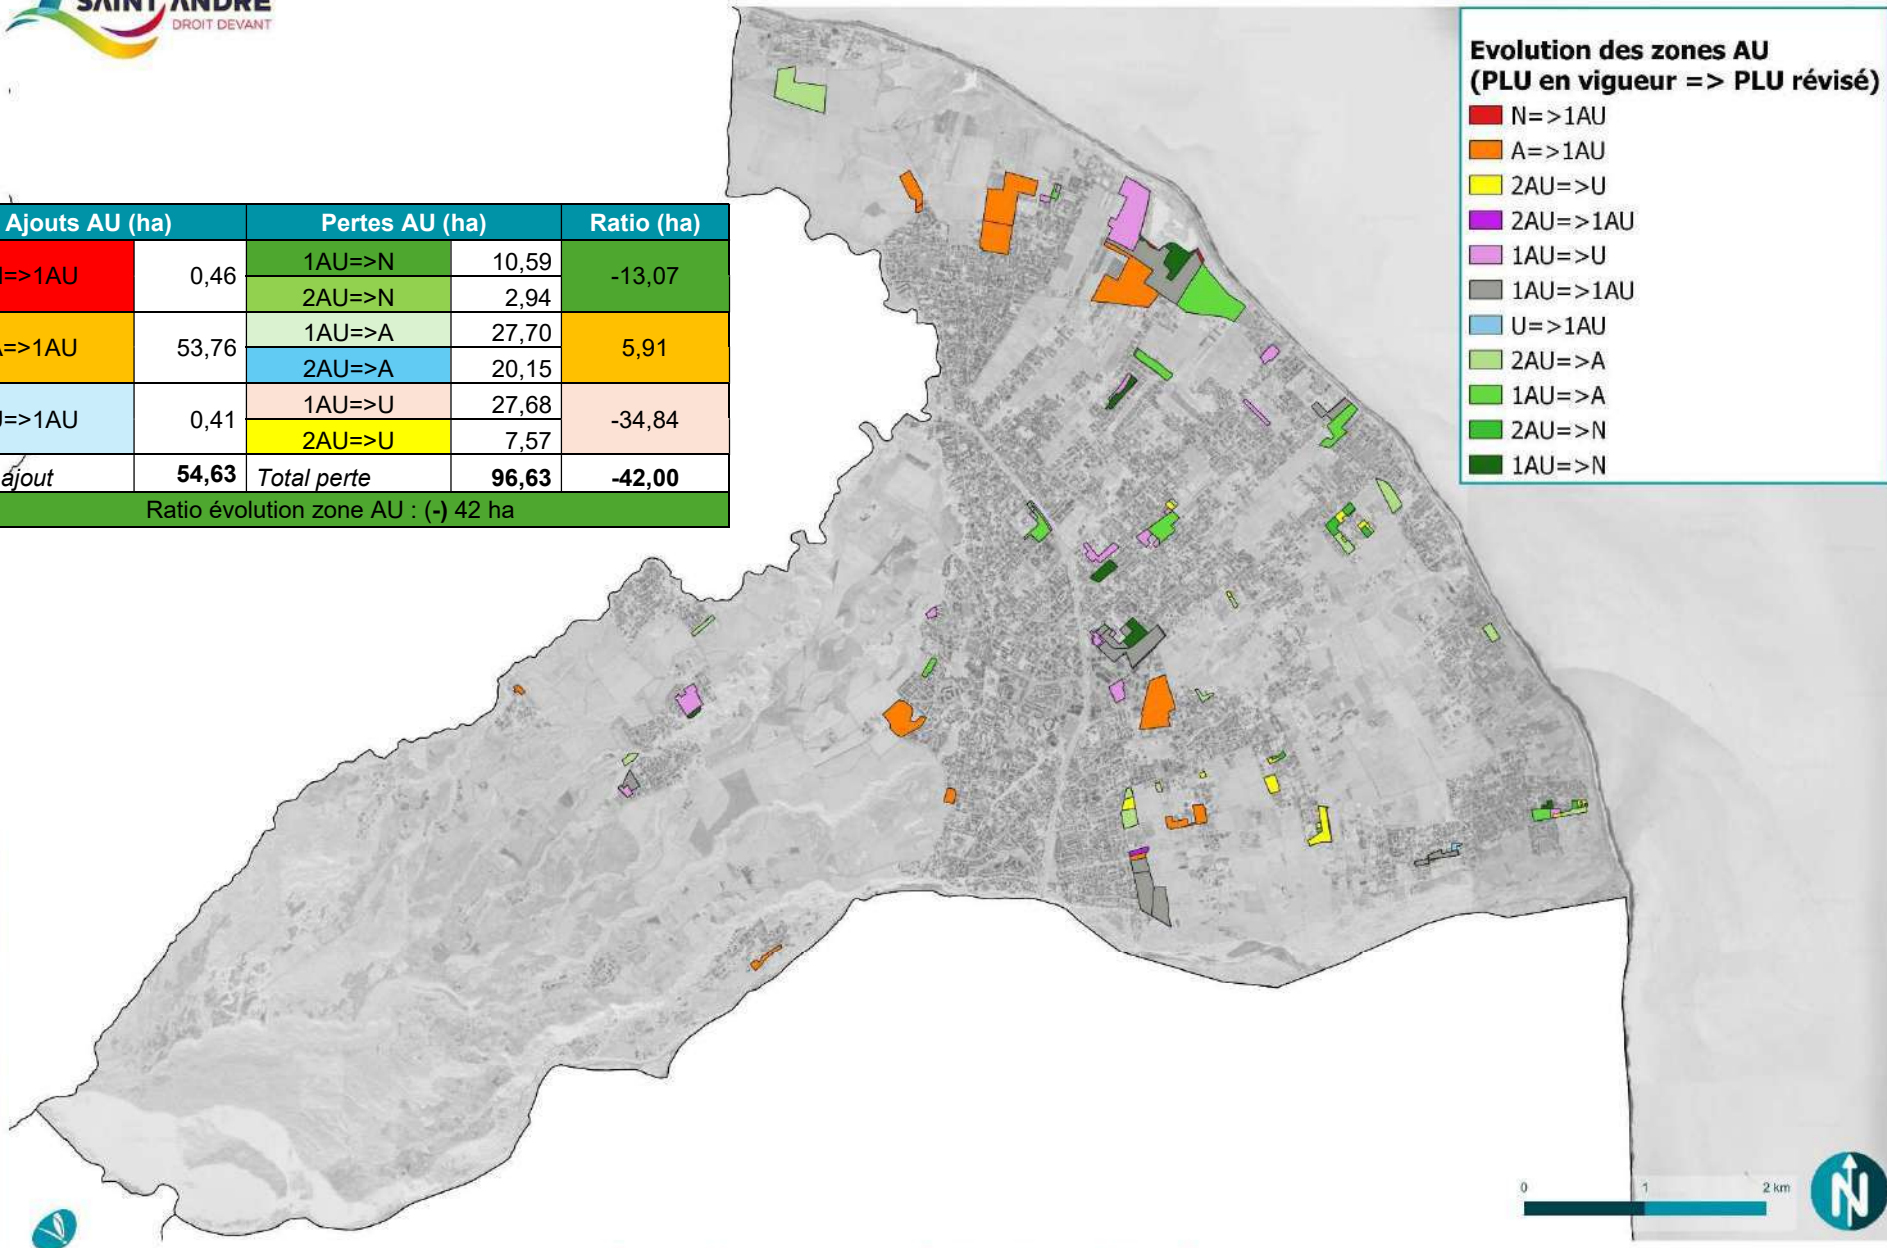 SAINT ANDRÉ
DROIT DEVANT
Evolution des zones AU
(PLU en vigueur => PLU révisé)
N=>1AU
A=>1AU
2AU=>U
2AU=>1AU
1AU=>U
1AU=>1AU
U=>1AU
2AU=>A
1AU=>A
2AU=>N
1AU=>N
Ajouts AU (ha) Pertes AU (ha) Ratio (ha)
=>1AU 0,46 1AU=>N 10,59 -13,07
2AU=>N 2,94
=>1AU 53,76 1AU=>A 27,70 5,91
2AU=>A 20,15
=>1AU 0,41 1AU=>U 27,68 -34,84
2AU=>U 7,57
ajout 54,63 Total perte 96,63 -42,00
Ratio évolution zone AU : (-) 42 ha
0 1 2 km
N